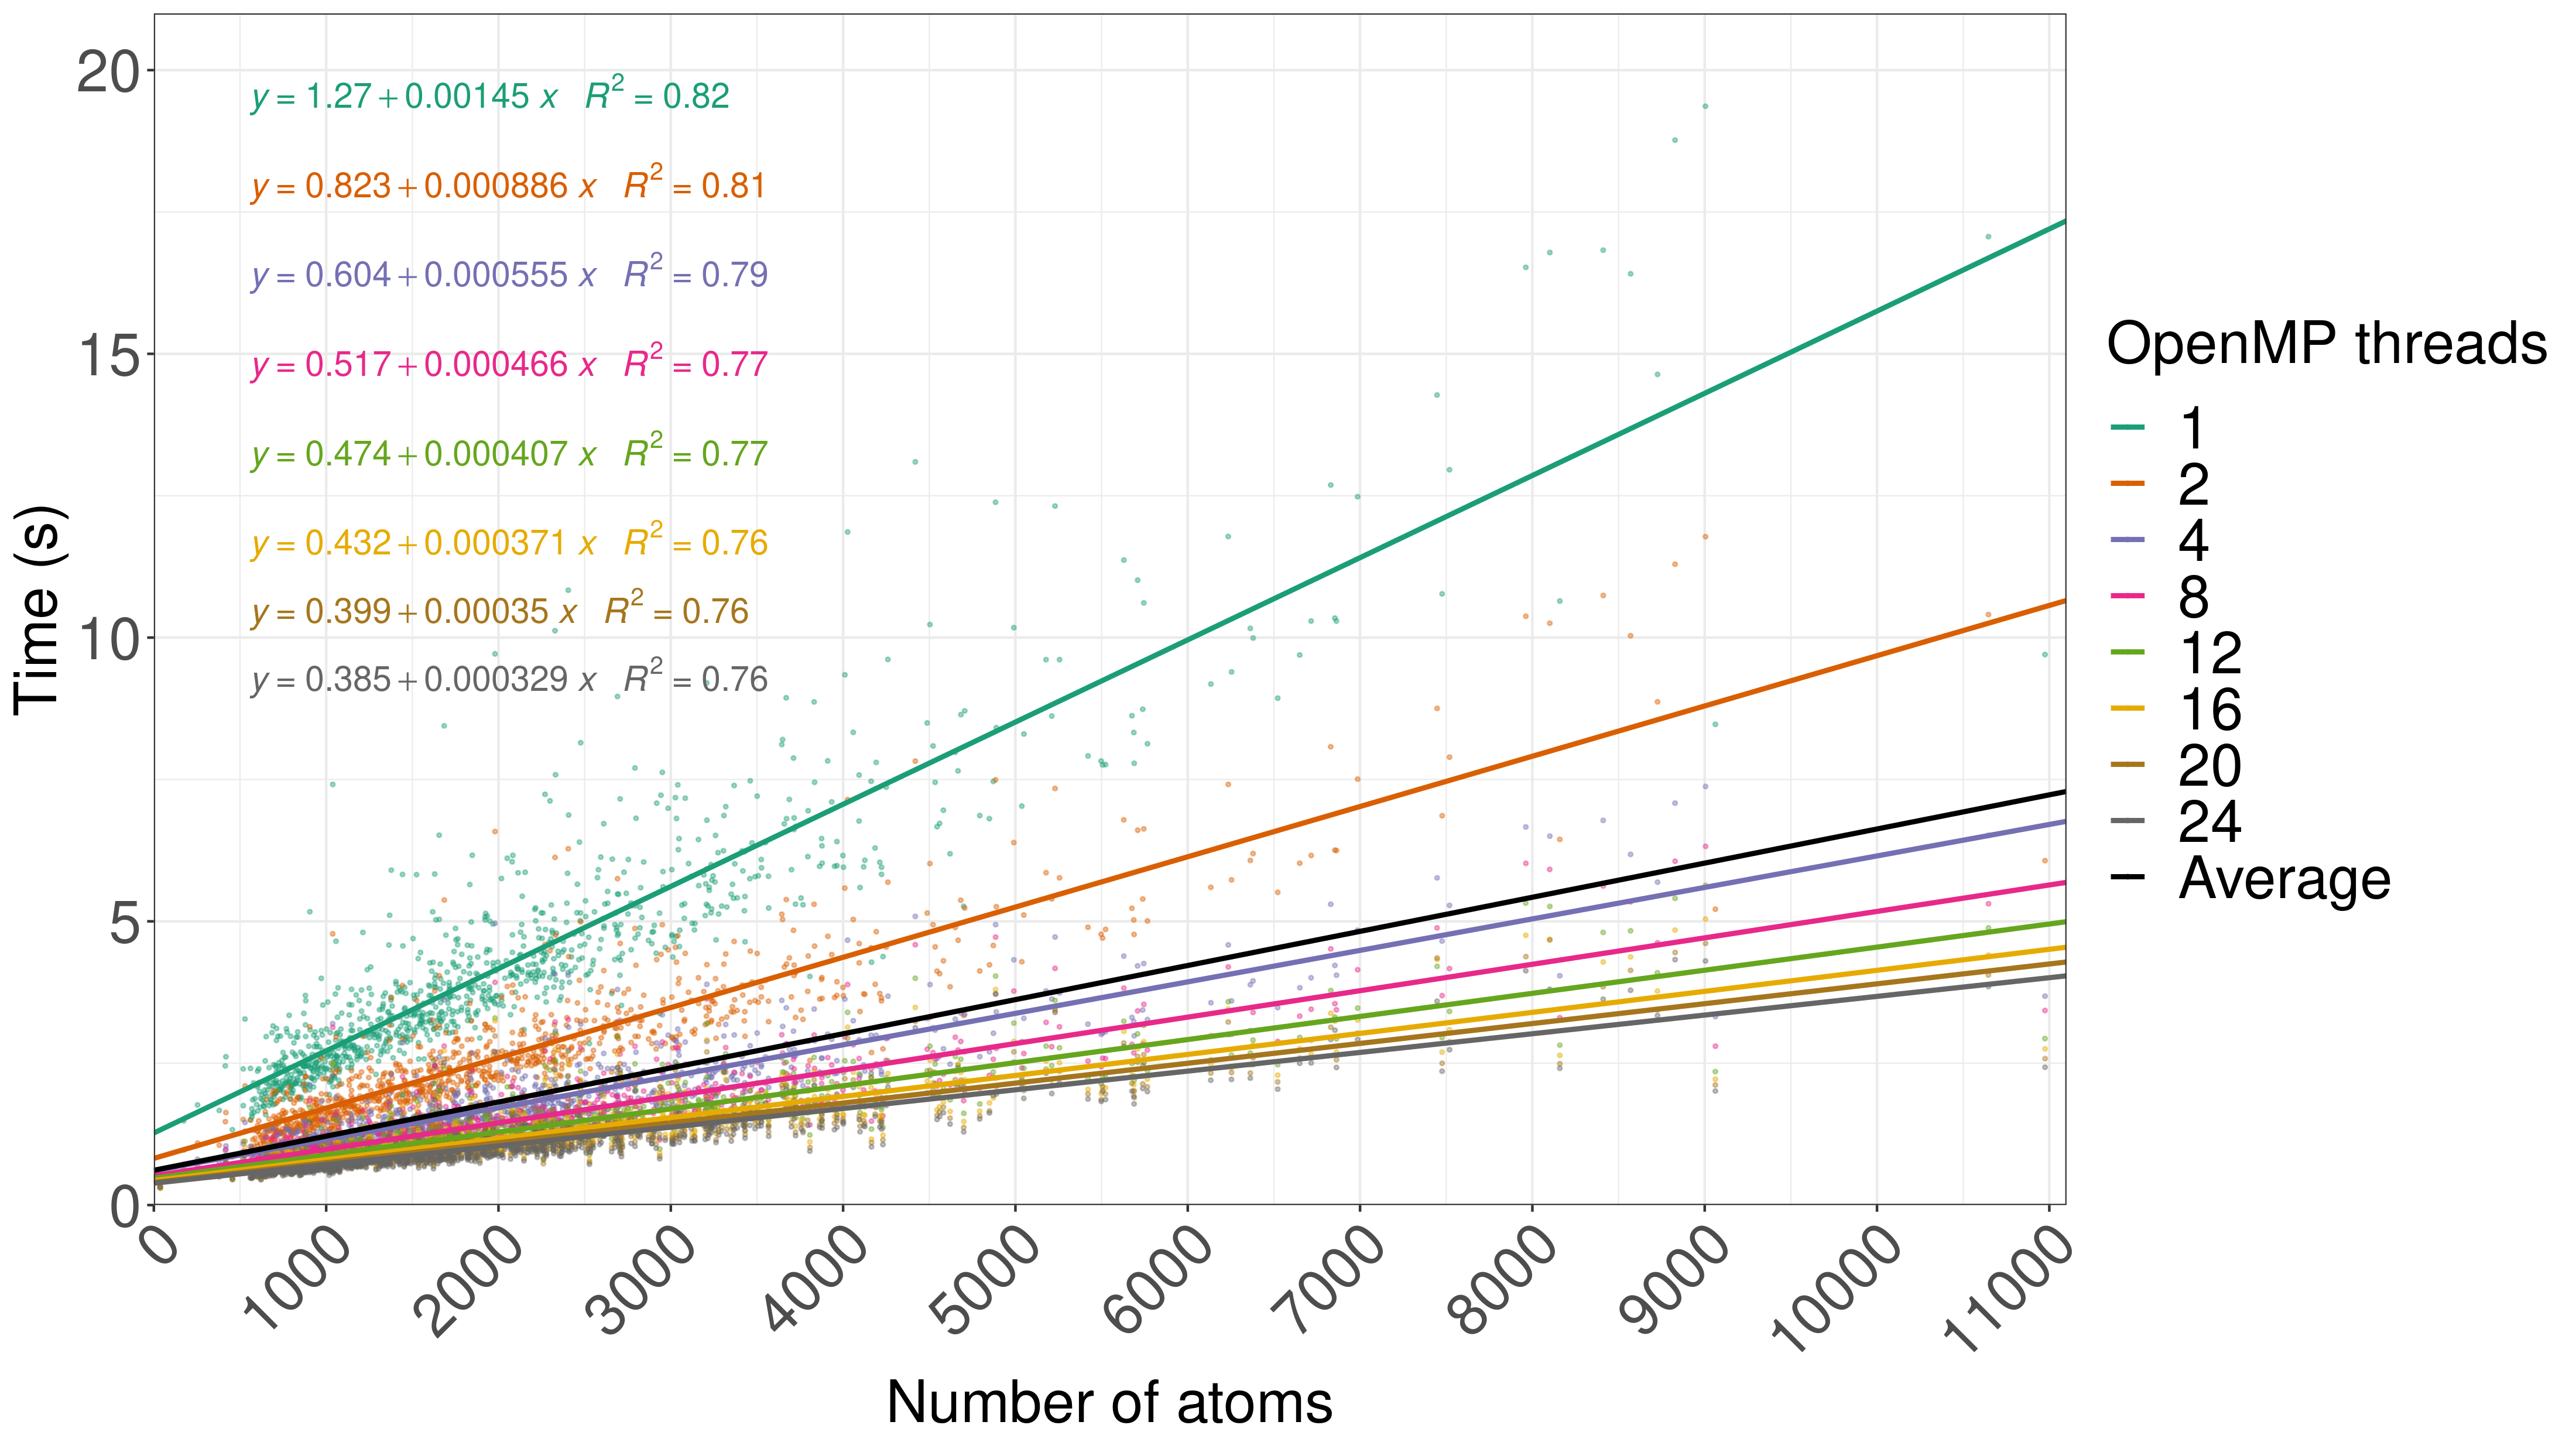 20
15
10
5
0
Time (s)
y = 1.27+0.00145 x R² = 0.82
y = 0.823+0.000886 x R² = 0.81
y = 0.604+0.000555 x R² = 0.79
y = 0.517+0.000466 x R² = 0.77
y = 0.474+0.000407 x R² = 0.77
y = 0.432+0.000371 x R² = 0.76
y = 0.399+0.00035 x R² = 0.76
y = 0.385+0.000329 x R² = 0.76
0
1000
2000
3000
4000
5000
6000
7000
8000
9000
10000
11000
Number of atoms
OpenMP threads
1
2
4
8
12
16
20
24
Average